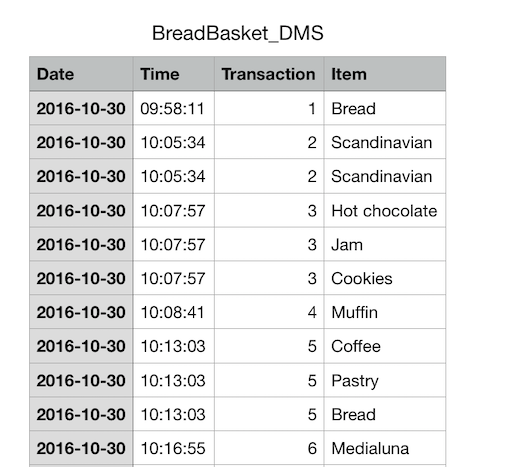 BreadBasket_DMS
Date Time Transaction Item
2016-10-30 09:58:11 1 Bread
2016-10-30 10:05:34 2 Scandinavian
2016-10-30 10:05:34 2 Scandinavian
2016-10-30 10:07:57 3 Hot chocolate
2016-10-30 10:07:57 3 Jam
2016-10-30 10:07:57 3 Cookies
2016-10-30 10:08:41 4 Muffin
2016-10-30 10:13:03 5 Coffee
2016-10-30 10:13:03 5 Pastry
2016-10-30 10:13:03 5 Bread
2016-10-30 10:16:55 6 Medialuna